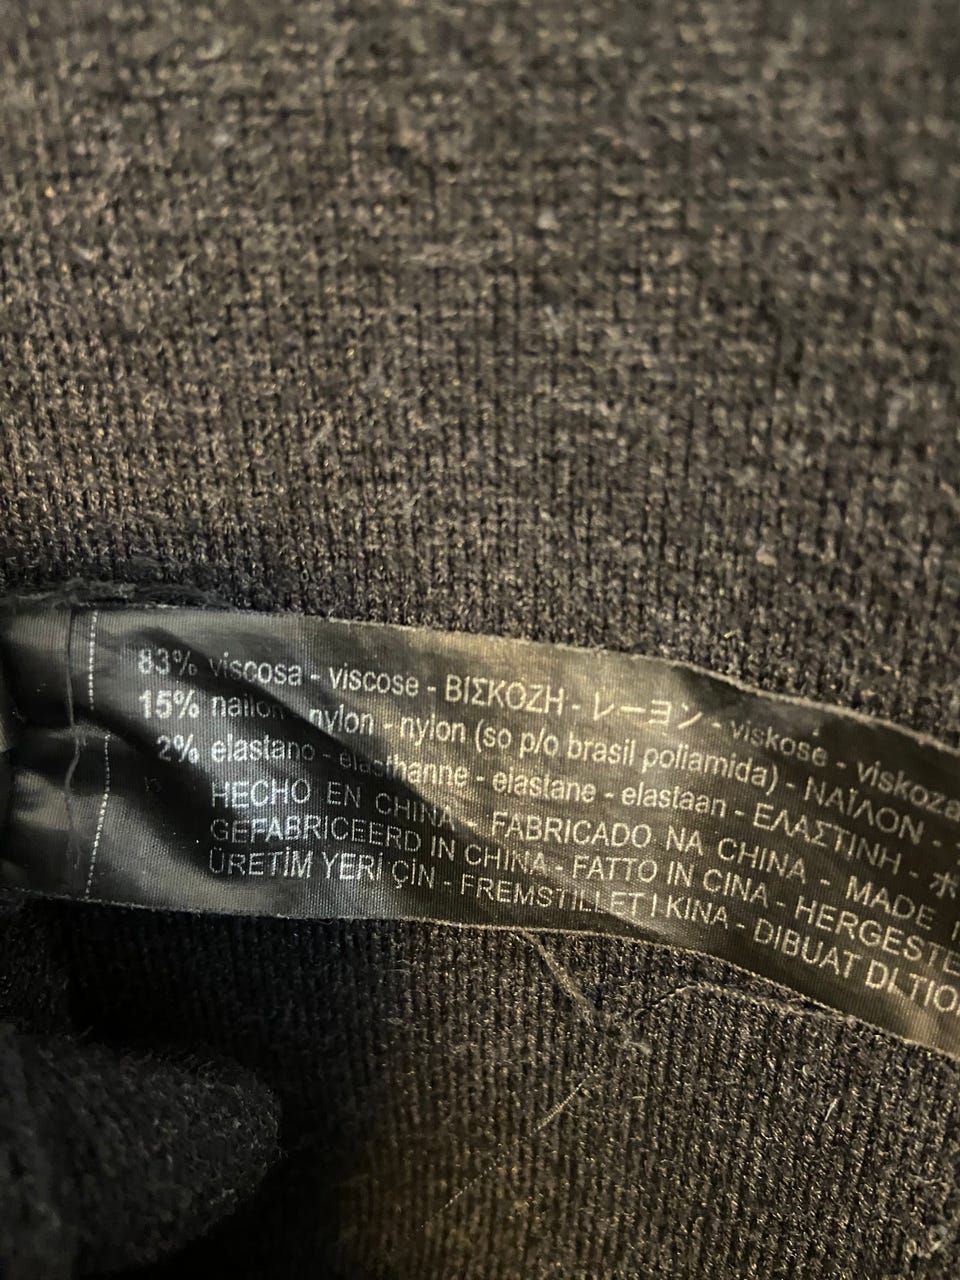 83% viscosa - viscose - ΒΙΣΚΟΖΗ - レーヨン - viskose - viskoza
15% nailon - nylon - nylon (so p/o brasil poliamida) - ΝΑΪΛΟΝ -
2% elastano - elasthanne - elastane - elastaan - ΕΛΑΣΤΙΝΗ -
HECHO EN CHINA - FABRICADO NA CHINA - MADE
GEFABRICEERD IN CHINA - FATTO IN CINA - HERGESTE
ÜRETİM YERİ ÇİN - FREMSTILLET I KINA - DIBUAT DI